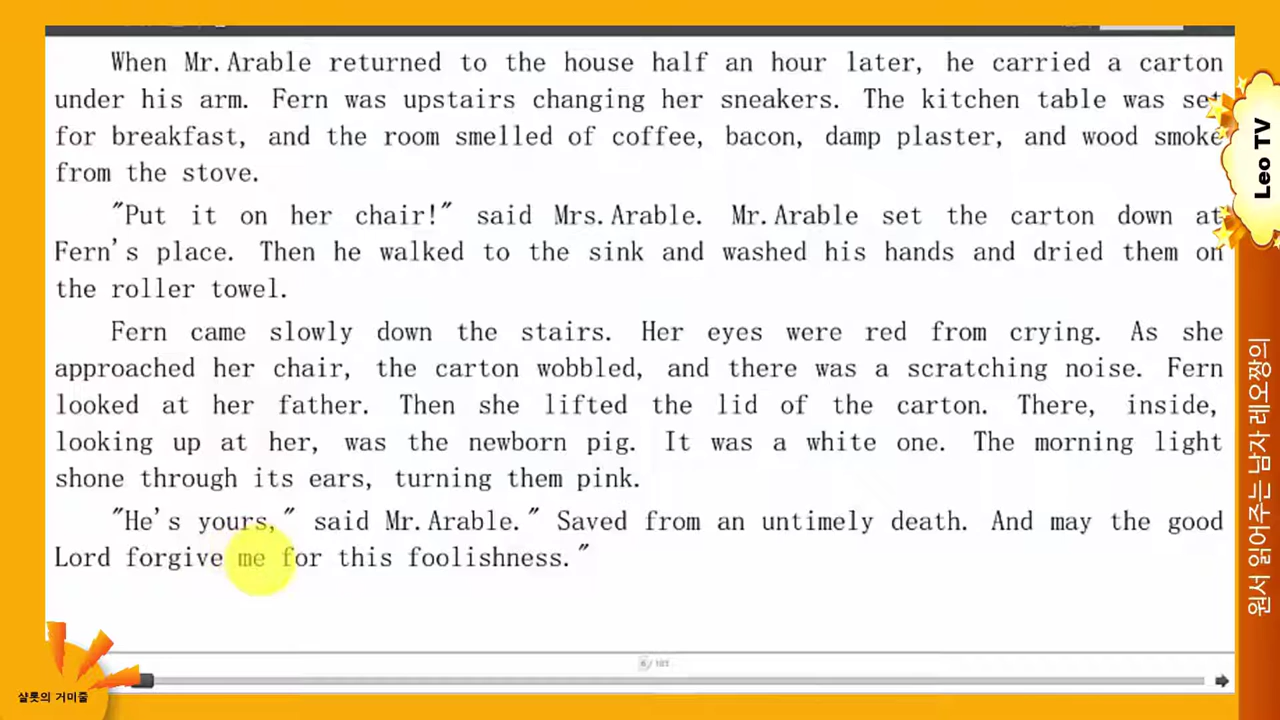 When Mr.Arable returned to the house half an hour later, he carried a carton
under his arm. Fern was upstairs changing her sneakers. The kitchen table was set
for breakfast, and the room smelled of coffee, bacon, damp plaster, and wood smoke
from the stove.
"Put it on her chair!" said Mrs.Arable. Mr.Arable set the carton down at
Fern's place. Then he walked to the sink and washed his hands and dried them on
the roller towel.
Fern came slowly down the stairs. Her eyes were red from crying. As she
approached her chair, the carton wobbled, and there was a scratching noise. Fern
looked at her father. Then she lifted the lid of the carton. There, inside,
looking up at her, was the newborn pig. It was a white one. The morning light
shone through its ears, turning them pink.
"He's yours," said Mr.Arable." Saved from an untimely death. And may the good
Lord forgive me for this foolishness."
Leo TV
원서 읽어주는 남자 레오짱의
샬롯의 거미줄